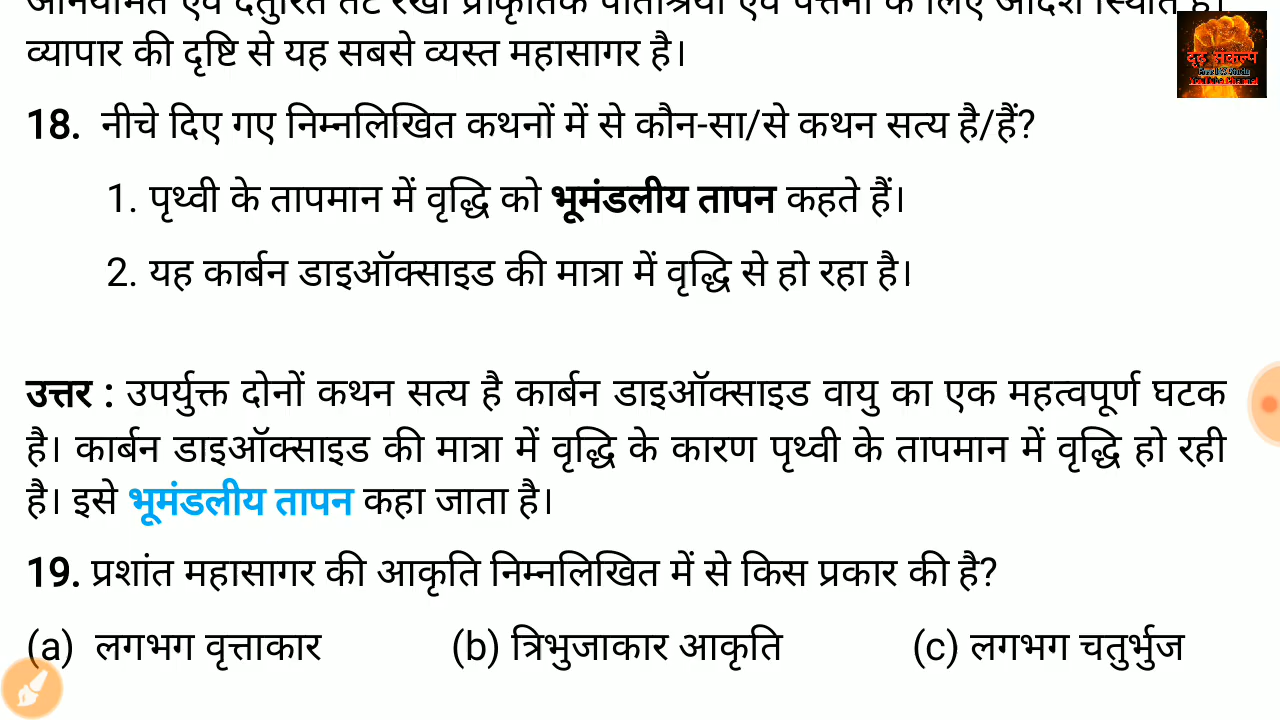 व्यापार की दृष्टि से यह सबसे व्यस्त महासागर है।
दृढ़ संकल्प
18. नीचे दिए गए निम्नलिखित कथनों में से कौन-सा/से कथन सत्य है/हैं?
1. पृथ्वी के तापमान में वृद्धि को भूमंडलीय तापन कहते हैं।
2. यह कार्बन डाइऑक्साइड की मात्रा में वृद्धि से हो रहा है।
उत्तर : उपर्युक्त दोनों कथन सत्य है कार्बन डाइऑक्साइड वायु का एक महत्वपूर्ण घटक
है। कार्बन डाइऑक्साइड की मात्रा में वृद्धि के कारण पृथ्वी के तापमान में वृद्धि हो रही
है। इसे भूमंडलीय तापन कहा जाता है।
19. प्रशांत महासागर की आकृति निम्नलिखित में से किस प्रकार की है?
(a) लगभग वृत्ताकार (b) त्रिभुजाकार आकृति (c) लगभग चतुर्भुज